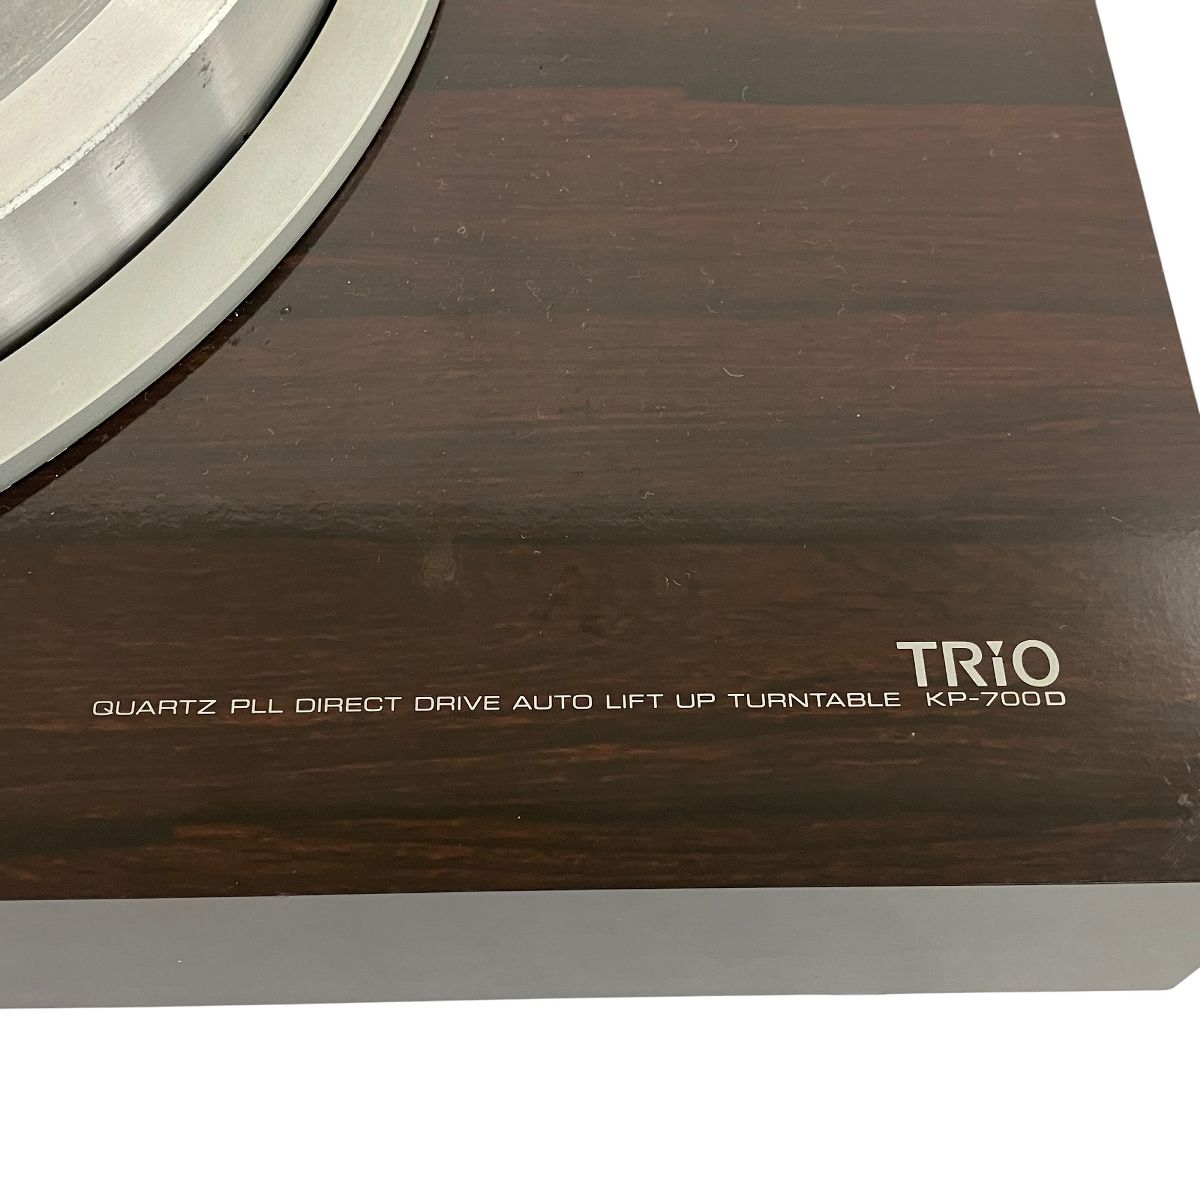 TRiO
QUARTZ PLL DIRECT DRIVE AUTO LIFT UP TURNTABLE KP-700D